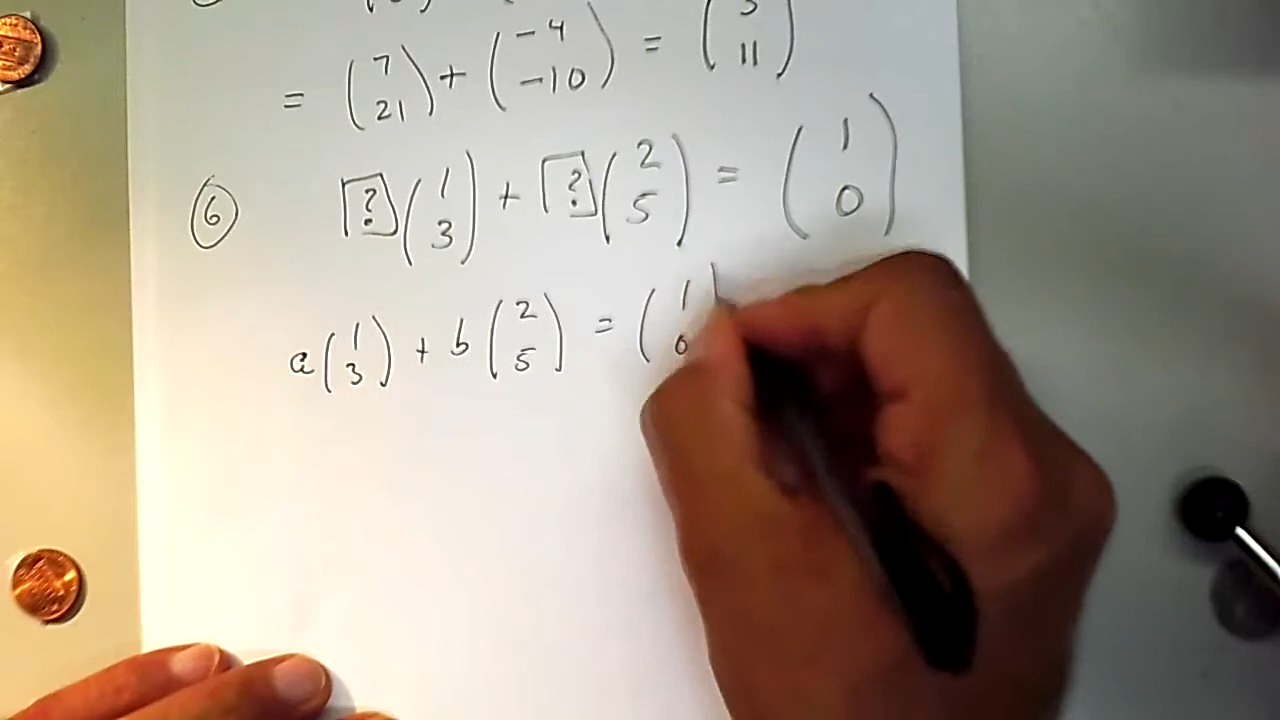 = (7 21) + (-4 -10) = (3 11)
6 ? (1 3) + ? (2 5) = (1 0)
a (1 3) + b (2 5) = (1 0)